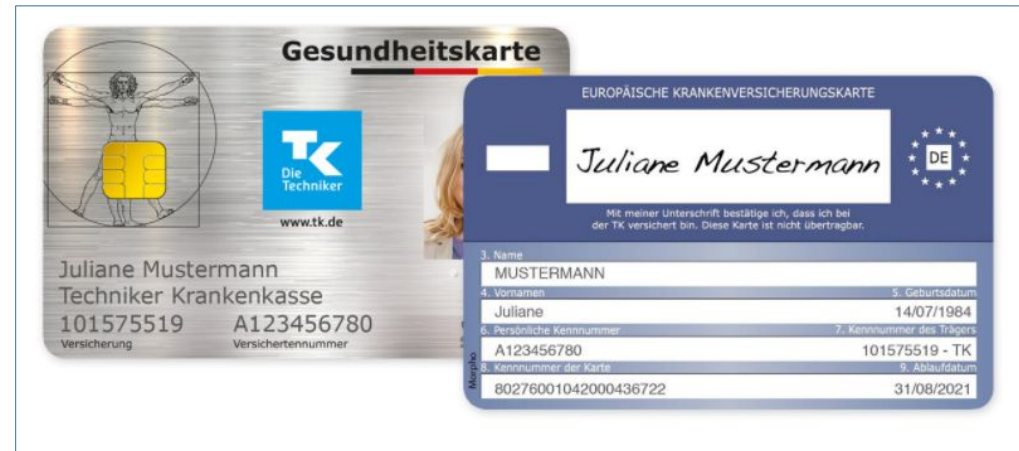 Gesundheitskarte
TK
Die
Techniker
www.tk.de
Juliane Mustermann
Techniker Krankenkasse
101575519 A123456780
Versicherung Versichertennummer
EUROPÄISCHE KRANKENVERSICHERUNGSKARTE
Juliane Mustermann
DE
Mit meiner Unterschrift bestätige ich, dass ich bei
der TK versichert bin. Diese Karte ist nicht übertragbar.
3. Name
MUSTERMANN
4. Vornamen 5. Geburtsdatum
Juliane 14/07/1984
6. Persönliche Kennnummer 7. Kennnummer des Trägers
A123456780 101575519 - TK
8. Kennnummer der Karte 9. Ablaufdatum
80276001042000436722 31/08/2021
Morpho